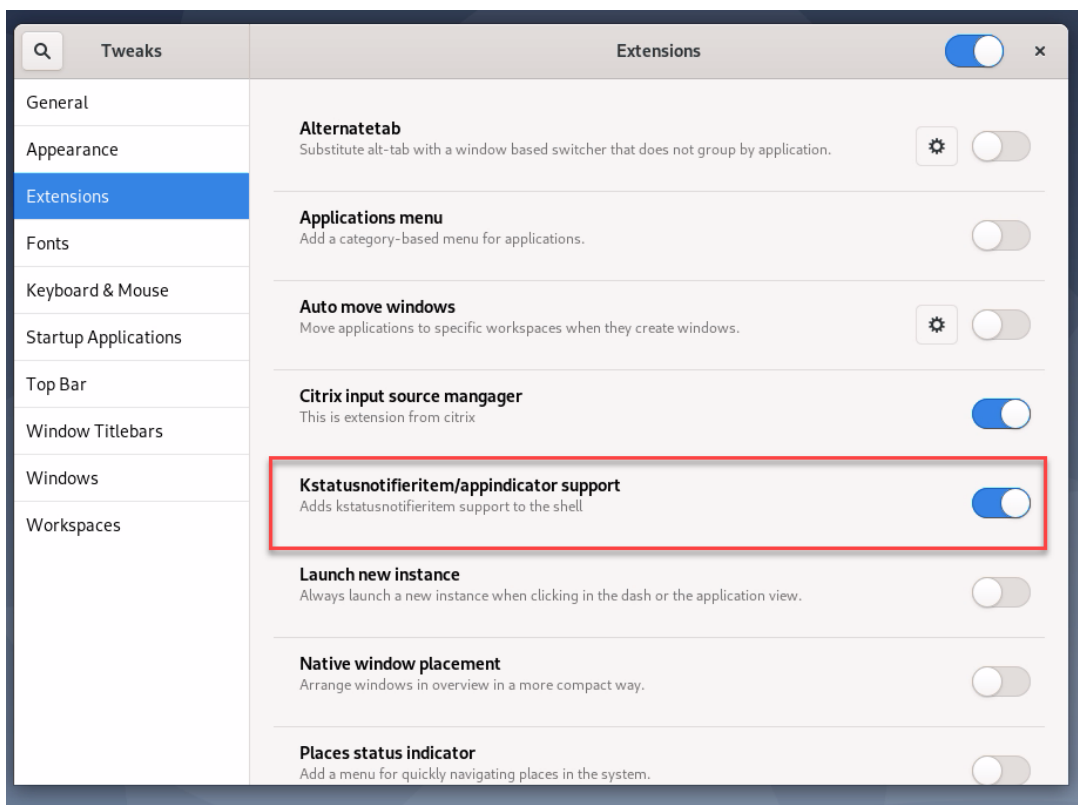 Tweaks
Extensions
General
Appearance
Extensions
Fonts
Keyboard & Mouse
Startup Applications
Top Bar
Window Titlebars
Windows
Workspaces
Alternatetab
Substitute alt-tab with a window based switcher that does not group by application.
Applications menu
Add a category-based menu for applications.
Auto move windows
Move applications to specific workspaces when they create windows.
Citrix input source mangager
This is extension from citrix
Kstatusnotifieritem/appindicator support
Adds kstatusnotifieritem support to the shell
Launch new instance
Always launch a new instance when clicking in the dash or the application view.
Native window placement
Arrange windows in overview in a more compact way.
Places status indicator
Add a menu for quickly navigating places in the system.